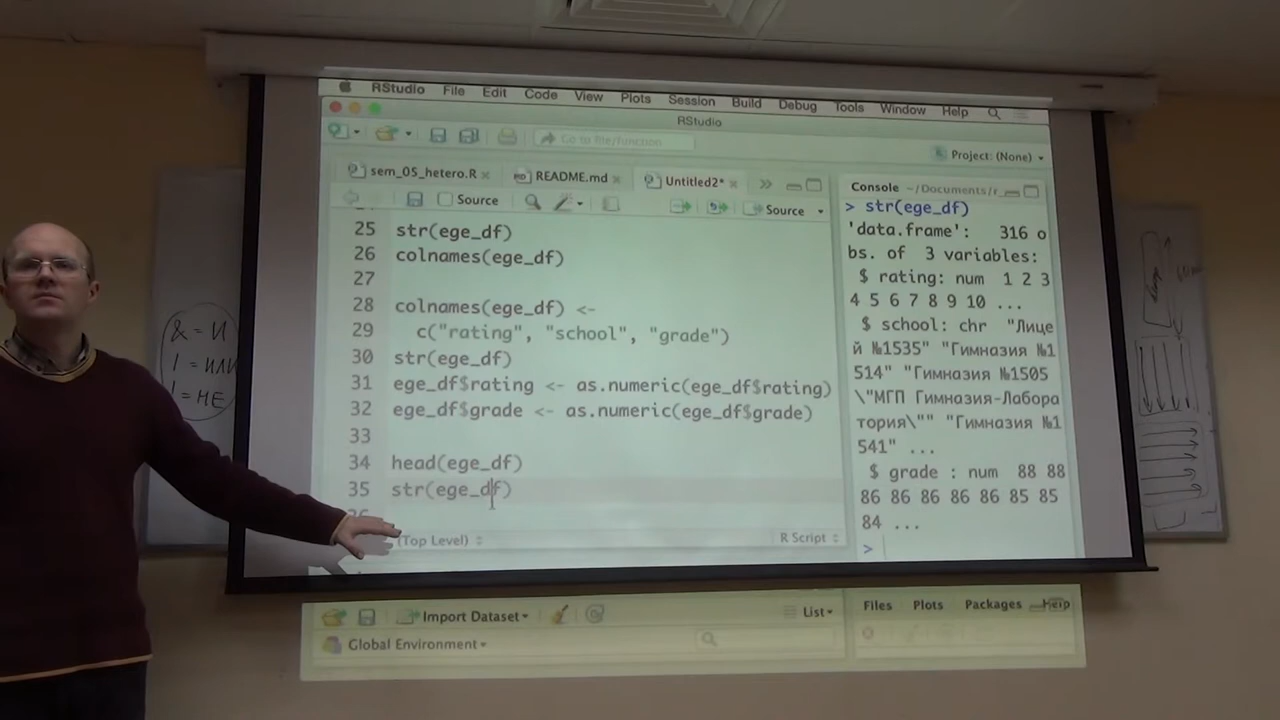 RStudio File Edit Code View Plots Session Build Debug Tools Window Help
RStudio
Go to file/function
Project: (None)
sem_05_hetero.R README.md Untitled2*
Source Source
25 str(ege_df)
26 colnames(ege_df)
27
28 colnames(ege_df) <-
29 c("rating", "school", "grade")
30 str(ege_df)
31 ege_df$rating <- as.numeric(ege_df$rating)
32 ege_df$grade <- as.numeric(ege_df$grade)
33
34 head(ege_df)
35 str(ege_df)
(Top Level) R Script
Console ~/Documents/r_
> str(ege_df)
'data.frame': 316 o
bs. of 3 variables:
$ rating: num 1 2 3
4 5 6 7 8 9 10 ...
$ school: chr "Лице
й №1535" "Гимназия №1
514" "Гимназия №1505
\"МГП Гимназия-Лабора
тория\"" "Гимназия №1
541" ...
$ grade : num 88 88
86 86 86 86 86 85 85
84 ...
>
Import Dataset List
Global Environment
Files Plots Packages Help
& = И
| = ИЛИ
! = НЕ